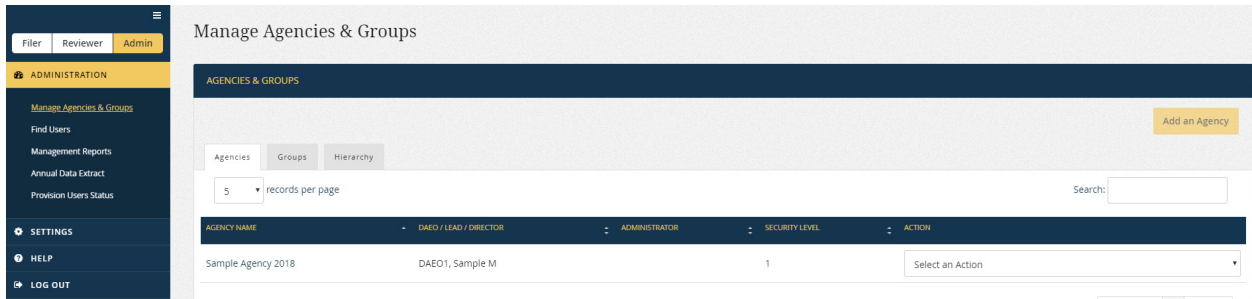 Filer Reviewer Admin
ADMINISTRATION
Manage Agencies & Groups
Find Users
Management Reports
Annual Data Extract
Provision Users Status
SETTINGS
HELP
LOG OUT
Manage Agencies & Groups
AGENCIES & GROUPS
Add an Agency
Agencies Groups Hierarchy
5 records per page Search:
AGENCY NAME DAEO / LEAD / DIRECTOR ADMINISTRATOR SECURITY LEVEL ACTION
Sample Agency 2018 DAEO1, Sample M 1 Select an Action